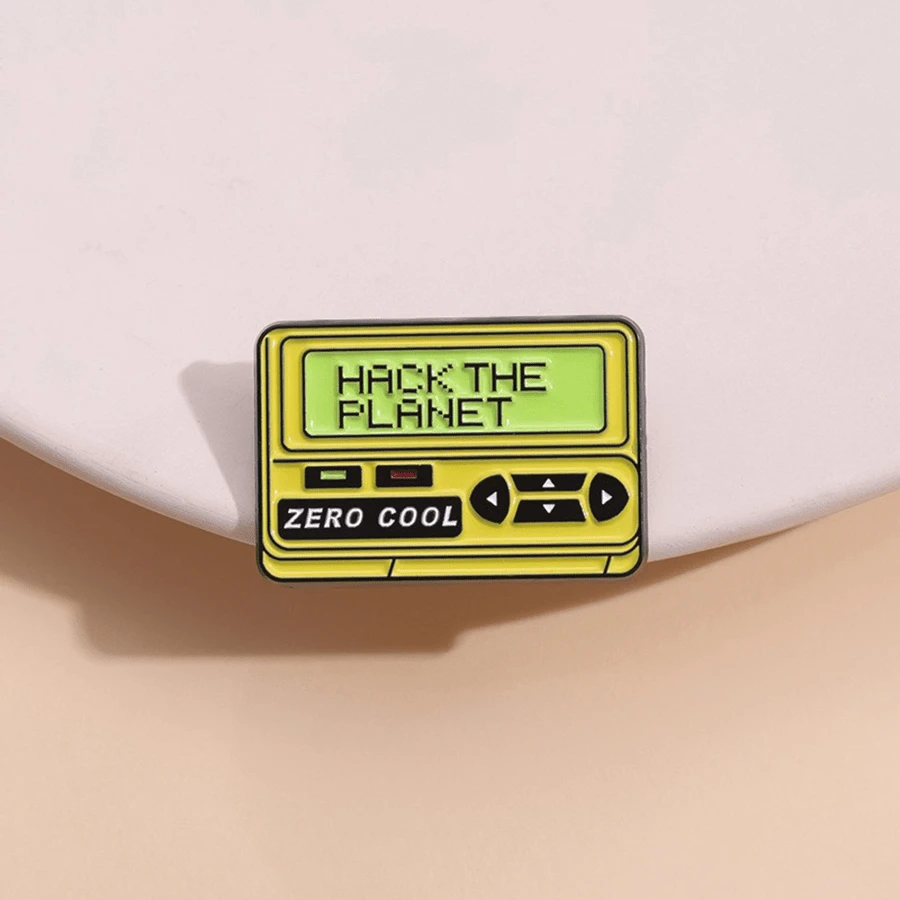 HACK THE
PLANET
ZERO COOL